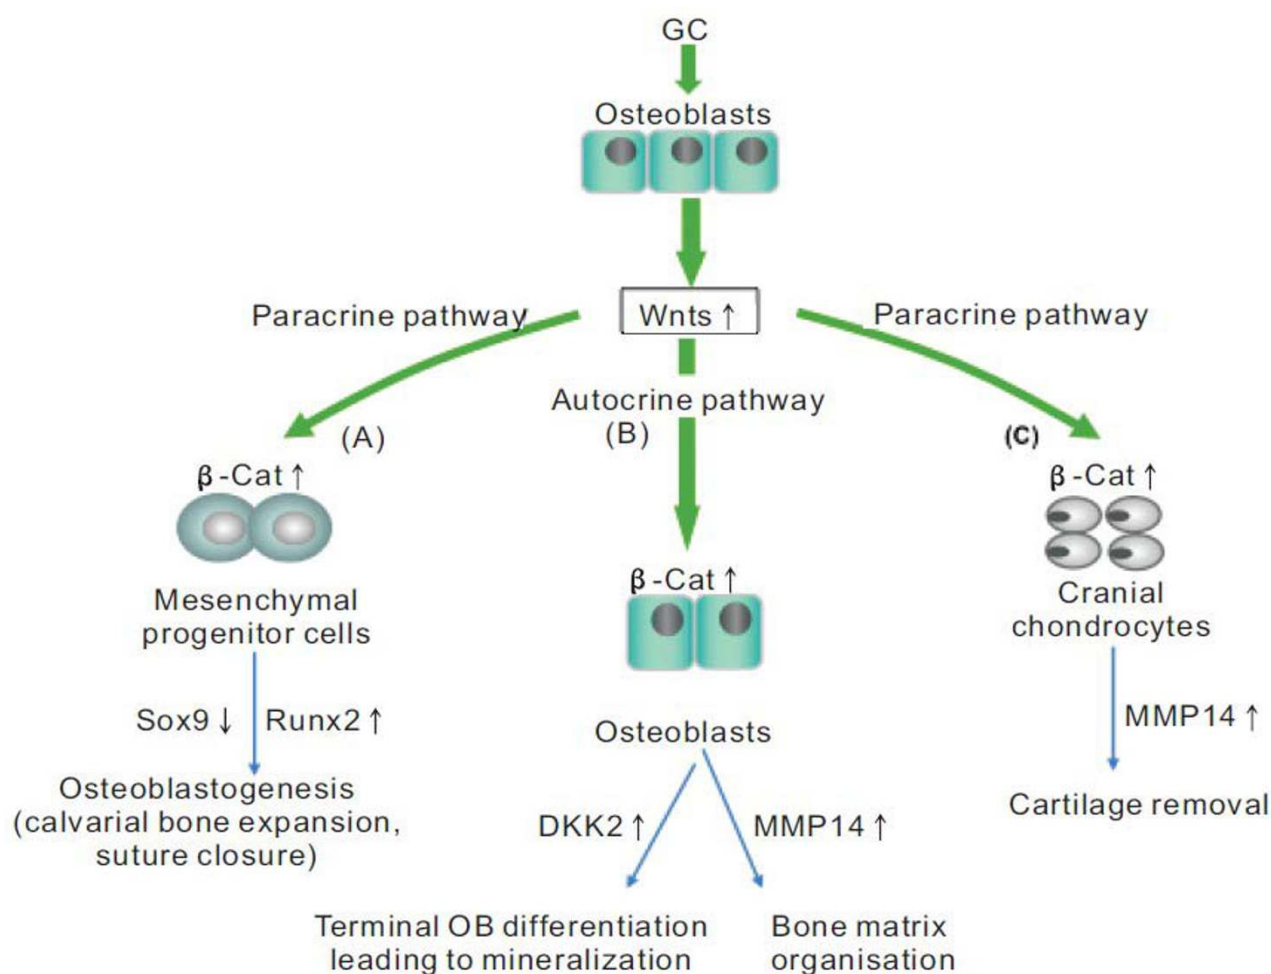 GC
Osteoblasts
Wnts ↑
Paracrine pathway
Paracrine pathway
Autocrine pathway
(A)
(B)
(C)
β-Cat ↑
Mesenchymal
progenitor cells
Sox9 ↓ Runx2 ↑
Osteoblastogenesis
(calvarial bone expansion,
suture closure)
β-Cat ↑
Osteoblasts
DKK2 ↑ MMP14 ↑
Terminal OB differentiation
leading to mineralization
Bone matrix
organisation
β-Cat ↑
Cranial
chondrocytes
MMP14 ↑
Cartilage removal